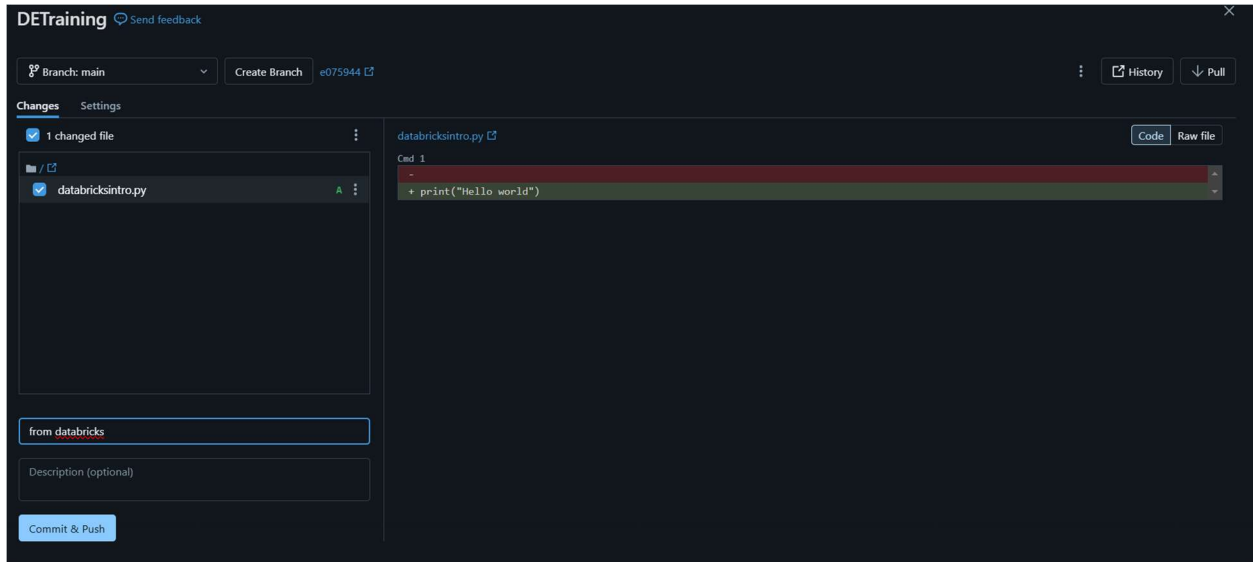 DETraining Send feedback
Branch: main Create Branch e075944 History Pull
Changes Settings
1 changed file
/
databricksintro.py A
from databricks
Description (optional)
Commit & Push
databricksintro.py Code Raw file
Cmd 1
-
+ print("Hello world")